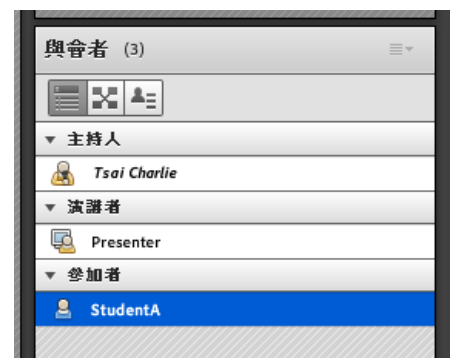 與會者 (3)
主持人
Tsai Charlie
演講者
Presenter
參加者
StudentA